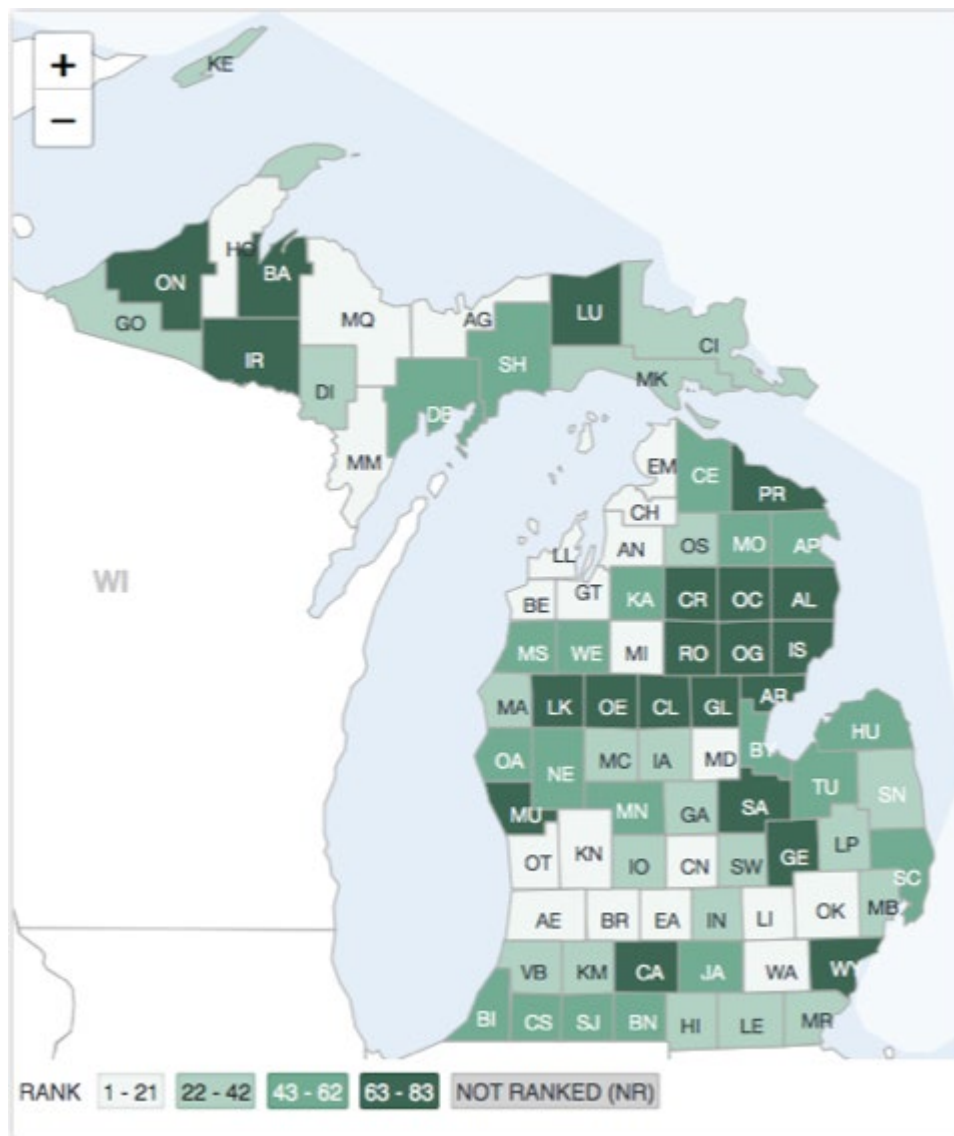 +
KE
−
HO
BA
ON
LU
MQ
AG
GO
CI
IR
SH
MK
DI
DE
MM
EM
CE
PR
CH
LL
AN
OS
MO
AP
WI
GT
BE
KA
CR
OC
AL
MS
WE
MI
RO
OG
IS
MA
LK
OE
CL
GL
AR
HU
OA
NE
MC
IA
MD
BY
TU
SN
MU
MN
GA
SA
OT
KN
IO
CN
SW
GE
LP
SC
AE
BR
EA
IN
LI
OK
MB
VB
KM
CA
JA
WA
WY
BI
CS
SJ
BN
HI
LE
MR
RANK 1 - 21 22 - 42 43 - 62 63 - 83 NOT RANKED (NR)